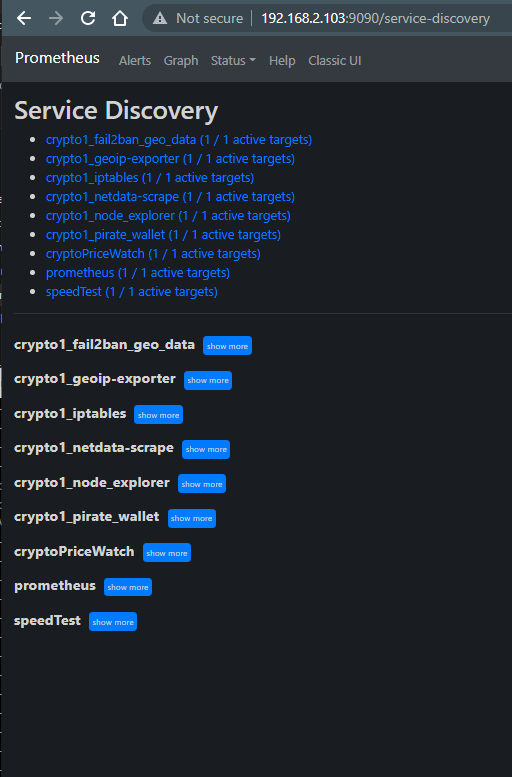 Not secure 192.168.2.103:9090/service-discovery
Prometheus Alerts Graph Status Help Classic UI
Service Discovery
crypto1_fail2ban_geo_data (1 / 1 active targets)
crypto1_geoip-exporter (1 / 1 active targets)
crypto1_iptables (1 / 1 active targets)
crypto1_netdata-scrape (1 / 1 active targets)
crypto1_node_explorer (1 / 1 active targets)
crypto1_pirate_wallet (1 / 1 active targets)
cryptoPriceWatch (1 / 1 active targets)
prometheus (1 / 1 active targets)
speedTest (1 / 1 active targets)
crypto1_fail2ban_geo_data show more
crypto1_geoip-exporter show more
crypto1_iptables show more
crypto1_netdata-scrape show more
crypto1_node_explorer show more
crypto1_pirate_wallet show more
cryptoPriceWatch show more
prometheus show more
speedTest show more